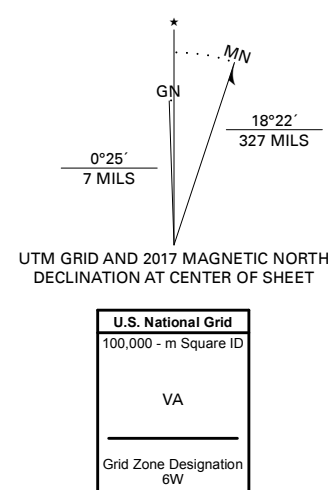 ★
MN
GN
18°22´
327 MILS
0°25´
7 MILS
UTM GRID AND 2017 MAGNETIC NORTH
DECLINATION AT CENTER OF SHEET
U.S. National Grid
100,000 - m Square ID
VA
Grid Zone Designation
6W